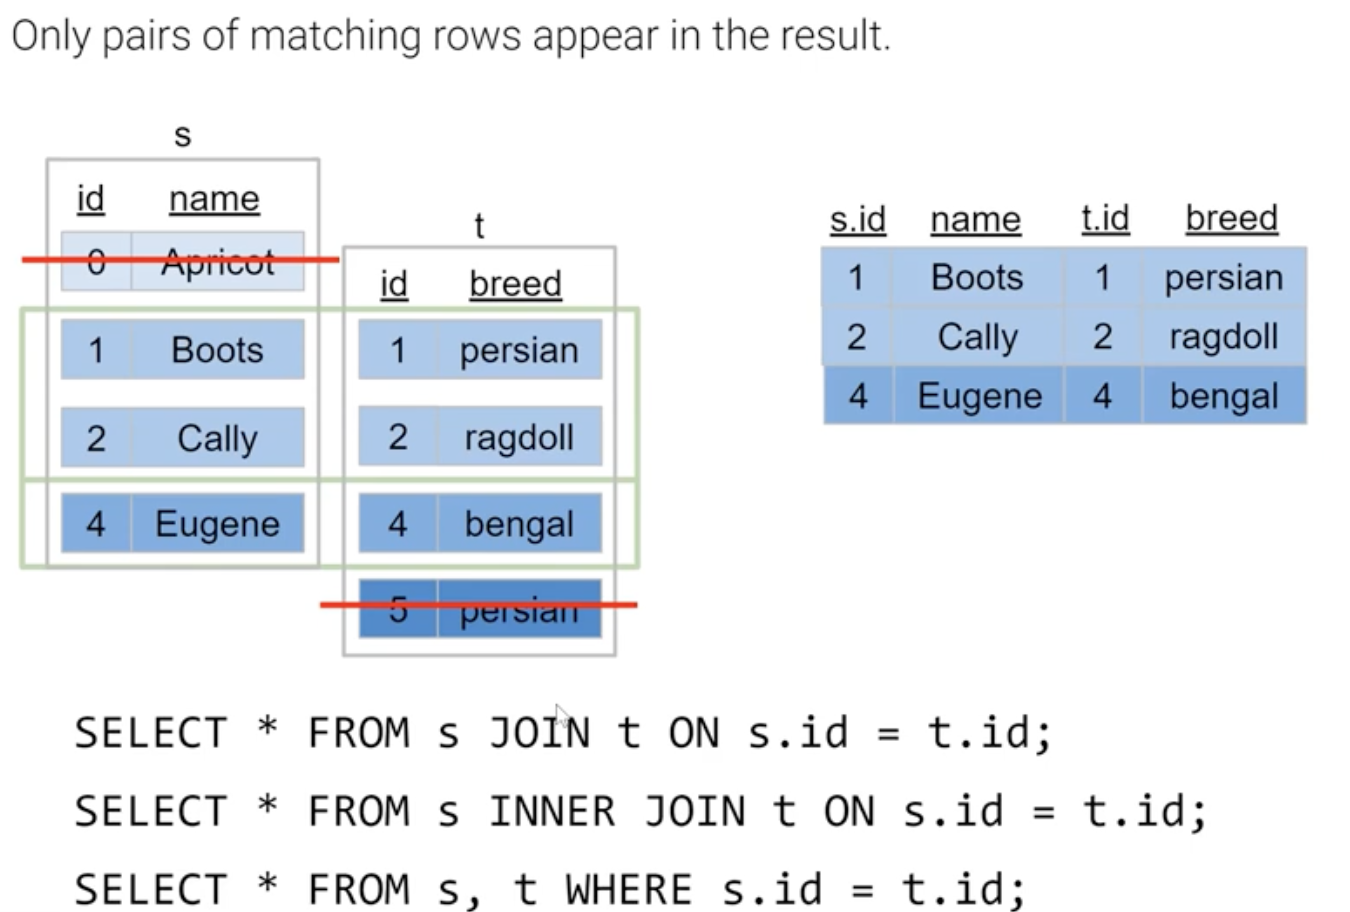 Only pairs of matching rows appear in the result.
s
id name
0 Apricot
1 Boots
2 Cally
4 Eugene
t
id breed
1 persian
2 ragdoll
4 bengal
5 persian
s.id name t.id breed
1 Boots 1 persian
2 Cally 2 ragdoll
4 Eugene 4 bengal
SELECT * FROM s JOIN t ON s.id = t.id;
SELECT * FROM s INNER JOIN t ON s.id = t.id;
SELECT * FROM s, t WHERE s.id = t.id;